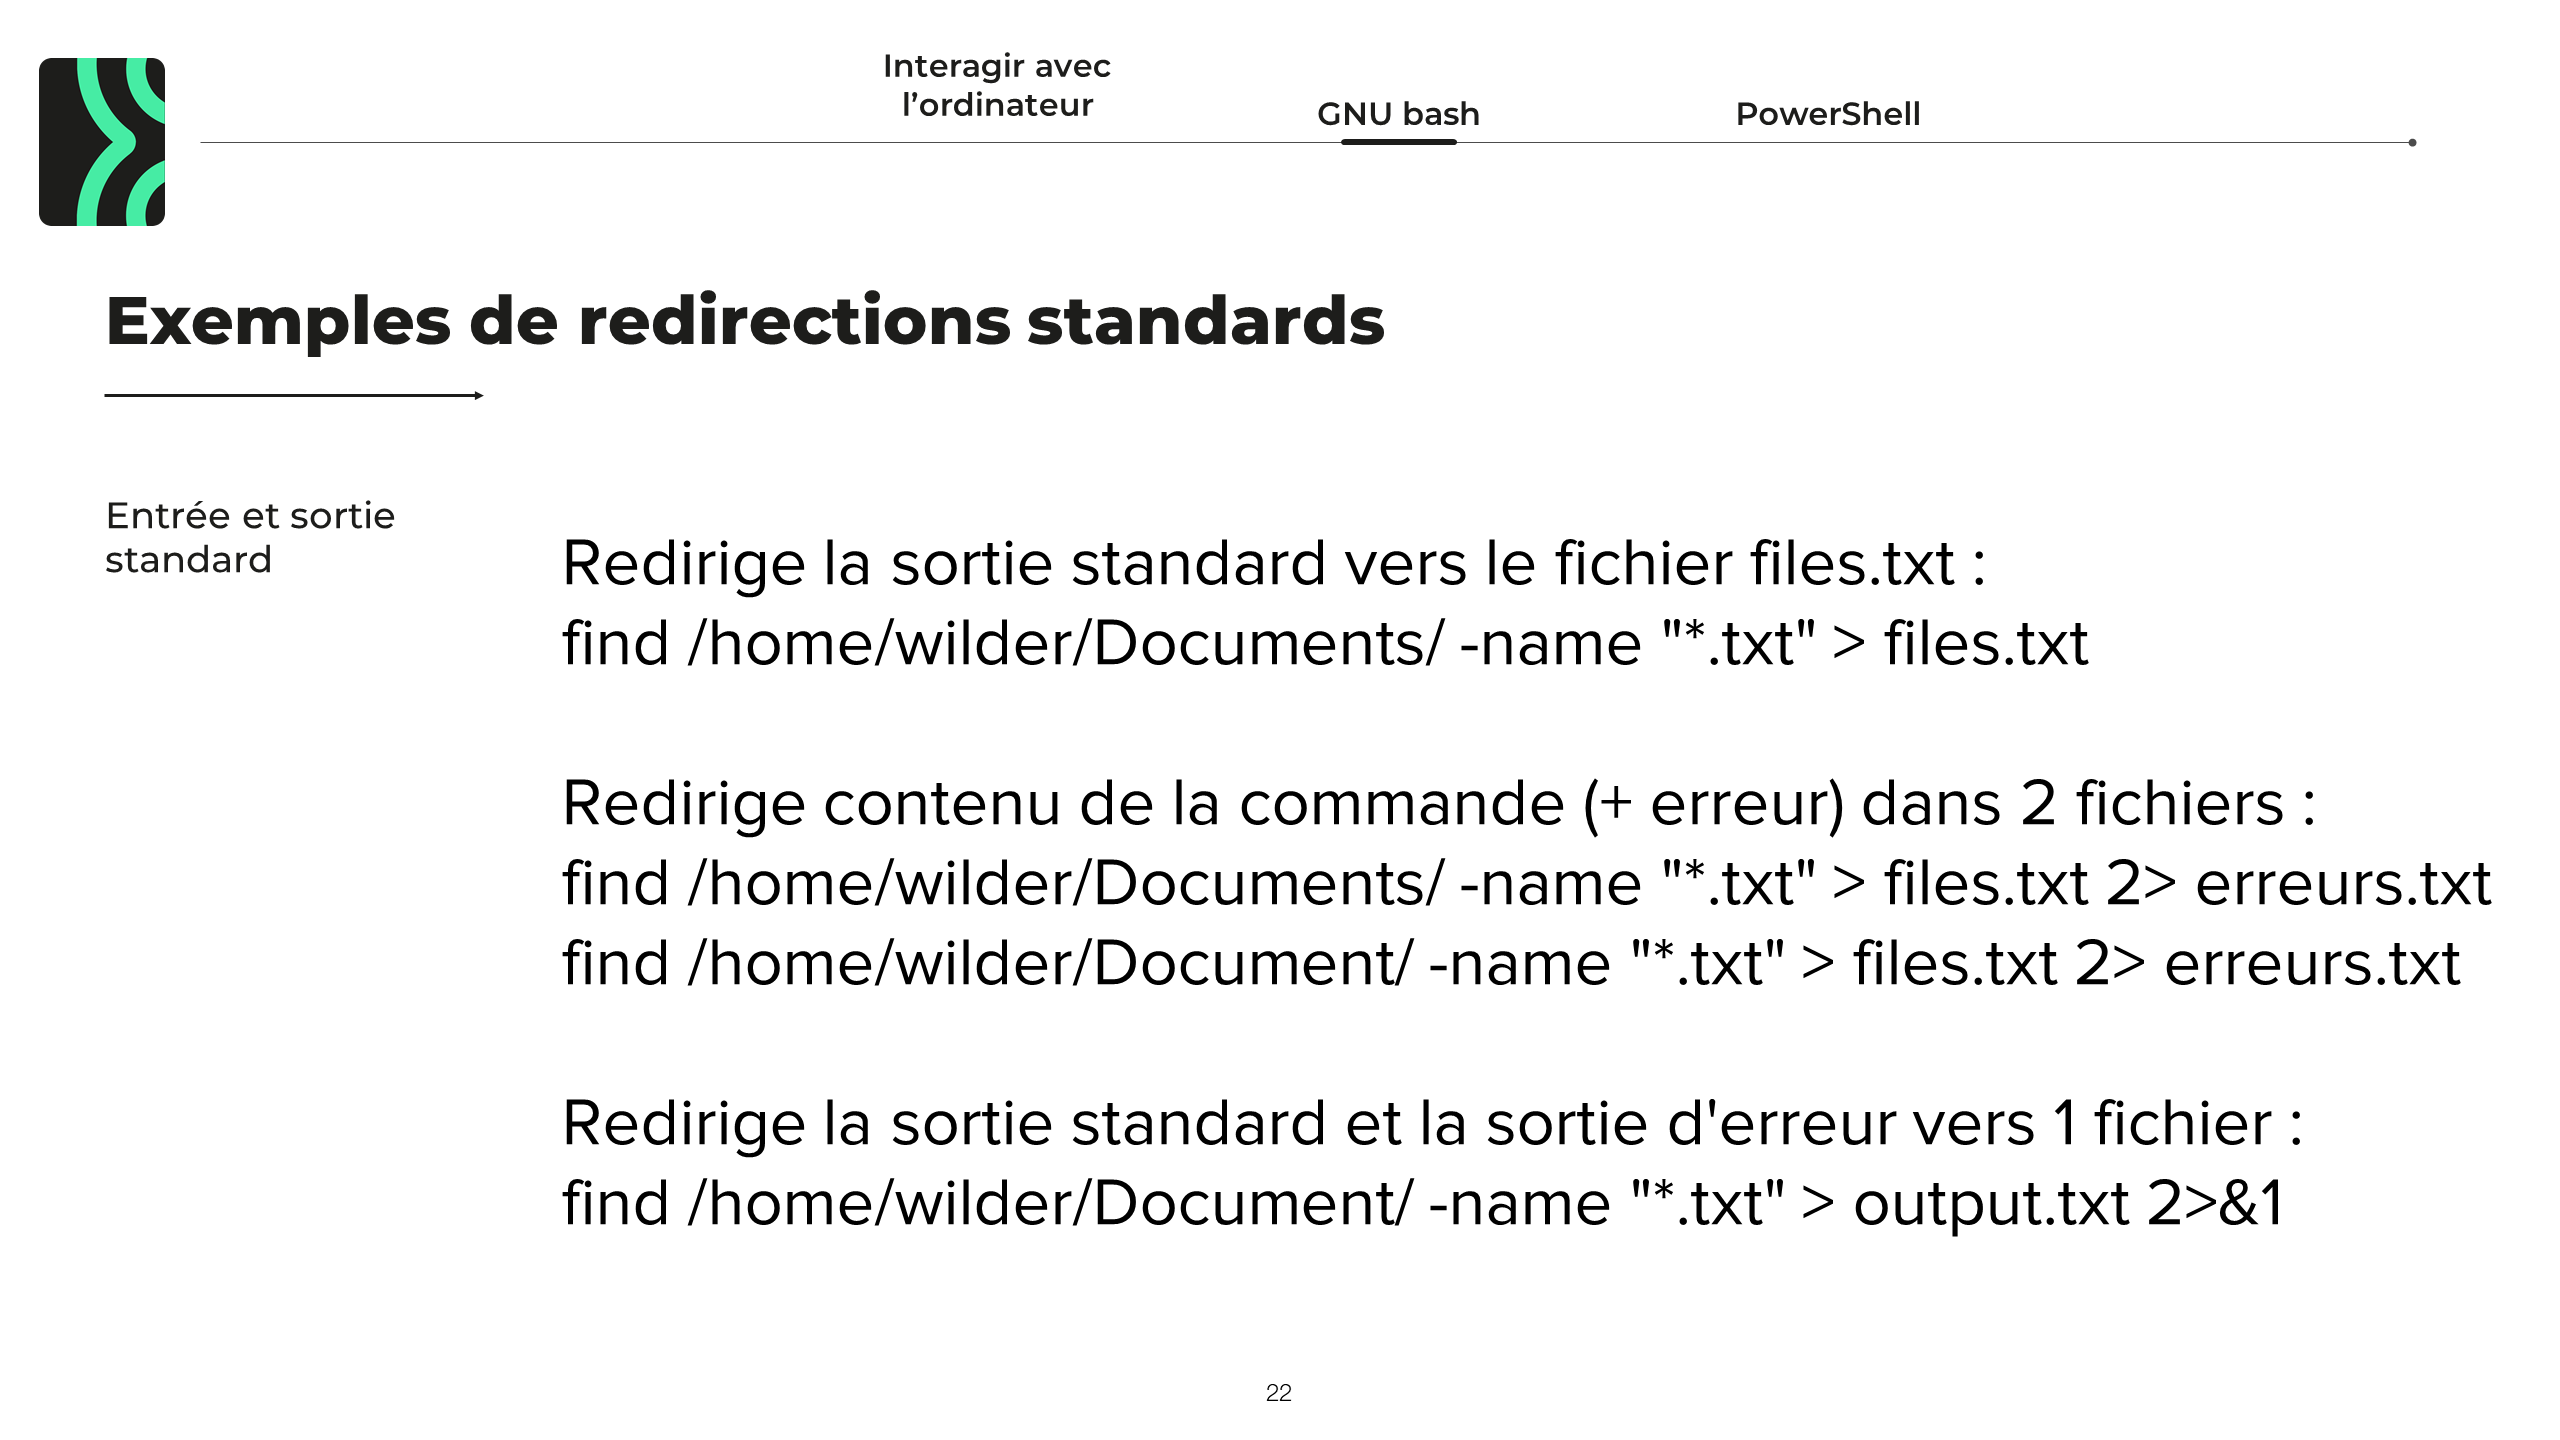 Interagir avec
l’ordinateur
GNU bash
PowerShell
Exemples de redirections standards
Entrée et sortie
standard
Redirige la sortie standard vers le fichier files.txt :
find /home/wilder/Documents/ -name "*.txt" > files.txt
Redirige contenu de la commande (+ erreur) dans 2 fichiers :
find /home/wilder/Documents/ -name "*.txt" > files.txt 2> erreurs.txt
find /home/wilder/Document/ -name "*.txt" > files.txt 2> erreurs.txt
Redirige la sortie standard et la sortie d'erreur vers 1 fichier :
find /home/wilder/Document/ -name "*.txt" > output.txt 2>&1
22